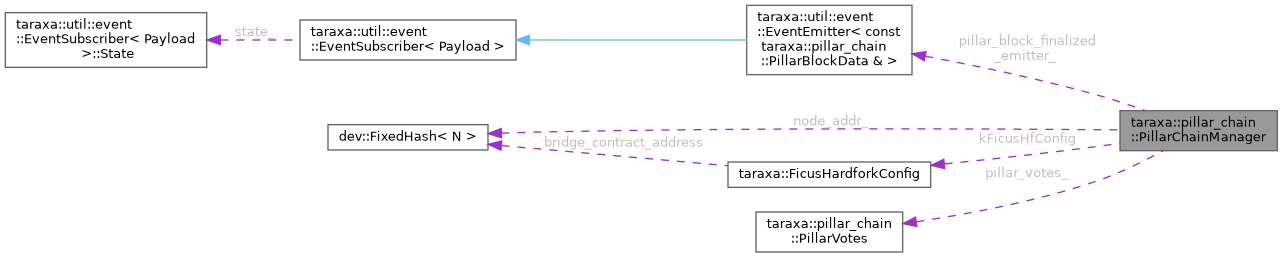 taraxa::util::event
::EventSubscriber< Payload
>::State
state_
taraxa::util::event
::EventSubscriber< Payload >
taraxa::util::event
::EventEmitter< const
taraxa::pillar_chain
::PillarBlockData & >
pillar_block_finalized
_emitter_
taraxa::pillar_chain
::PillarChainManager
dev::FixedHash< N >
node_addr_
bridge_contract_address
kFicusHfConfig
taraxa::FicusHardforkConfig
pillar_votes_
taraxa::pillar_chain
::PillarVotes